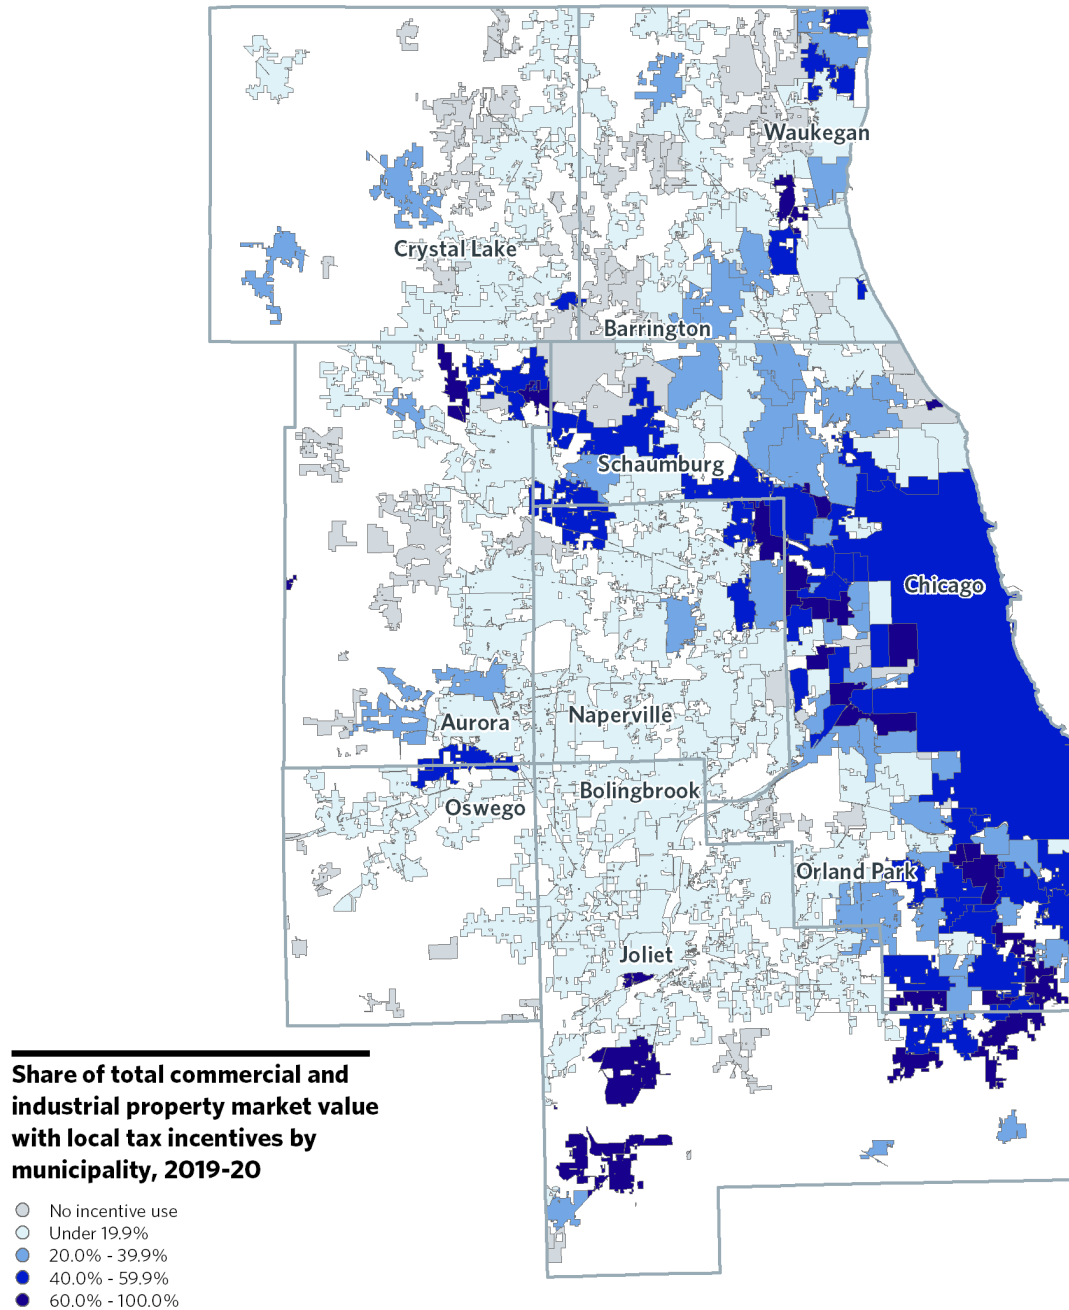 Waukegan
Crystal Lake
Barrington
Schaumburg
Chicago
Aurora
Naperville
Bolingbrook
Oswego
Orland Park
Joliet
Share of total commercial and
industrial property market value
with local tax incentives by
municipality, 2019-20
No incentive use
Under 19.9%
20.0% - 39.9%
40.0% - 59.9%
60.0% - 100.0%